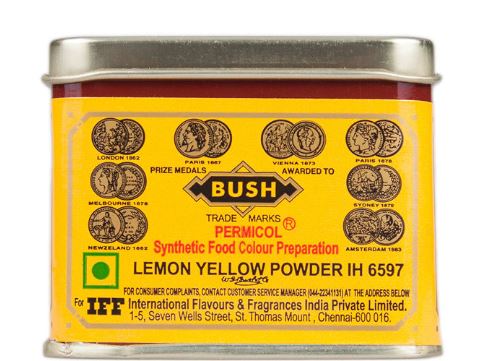 LONDON 1862
PARIS 1867
VIENNA 1873
PARIS 1878
PRIZE MEDALS
AWARDED TO
BUSH
MELBOURNE 1878
SYDNEY 1879
TRADE MARKS
PERMICOL ®
Synthetic Food Colour Preparation
NEWZELAND 1882
AMSTERDAM 1883
LEMON YELLOW POWDER IH 6597
FOR CONSUMER COMPLAINTS, CONTACT CUSTOMER SERVICE MANAGER (044-22341131) AT THE ADDRESS BELOW
For IFF International Flavours & Fragrances India Private Limited.
1-5, Seven Wells Street, St. Thomas Mount, Chennai-600 016.